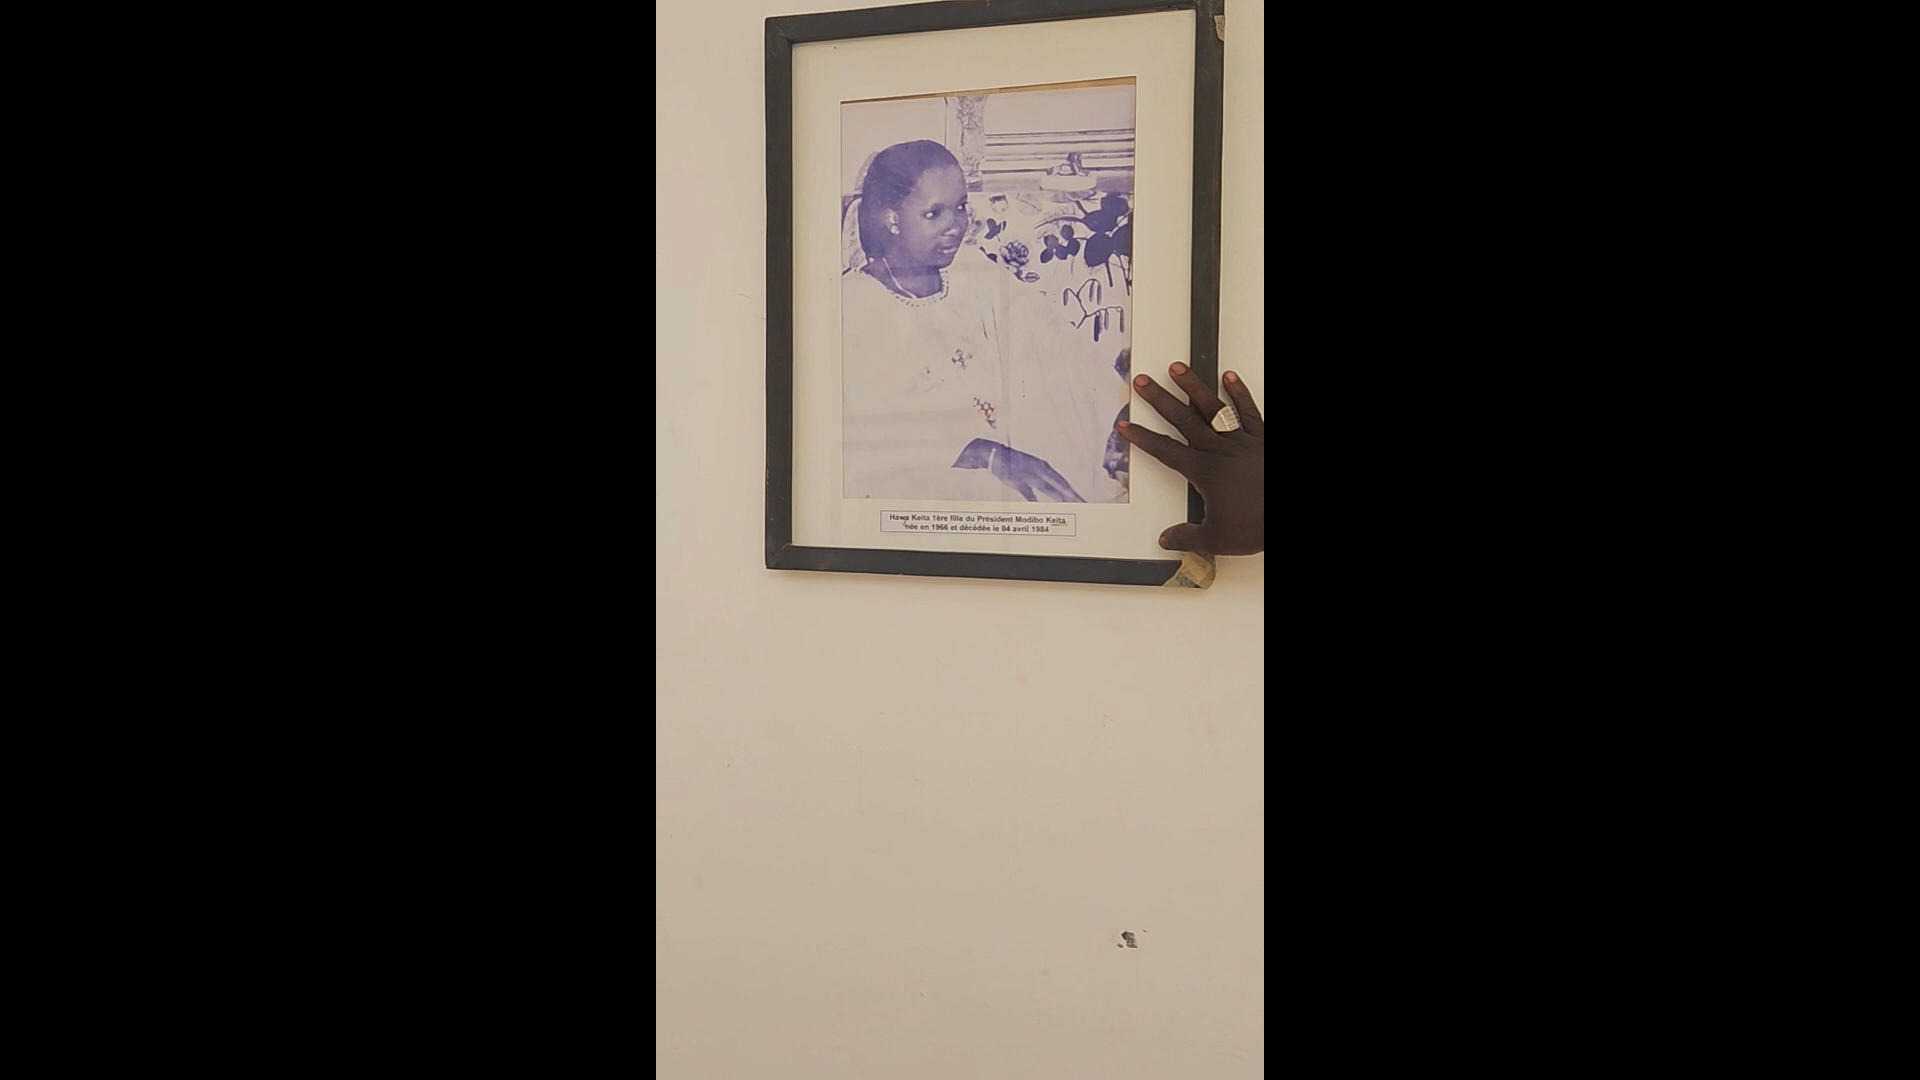 Hawa Keita 1ère fille du Président Modibo Keita
née en 1966 et décédée le 04 avril 1984